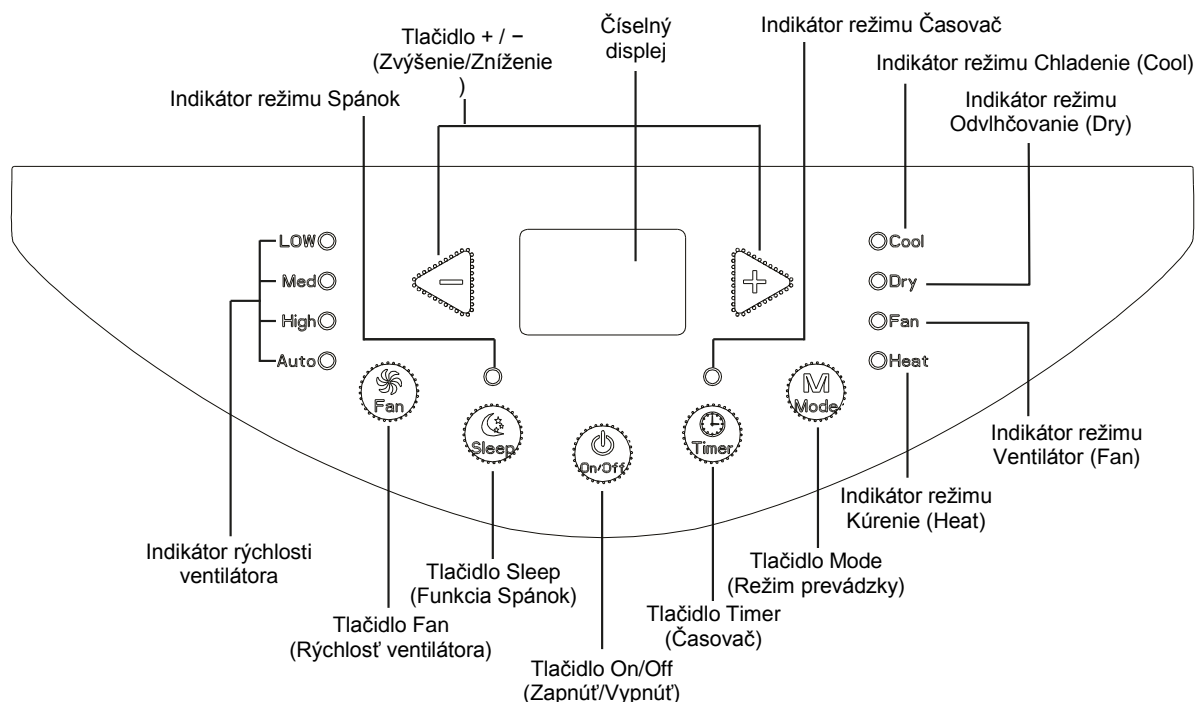 Tlačidlo + / −
(Zvýšenie/Zníženie
)
Číselný
displej
Indikátor režimu Časovač
Indikátor režimu Chladenie (Cool)
Indikátor režimu Spánok
Indikátor režimu
Odvlhčovanie (Dry)
LOW
Med
High
Auto
−
+
Cool
Dry
Fan
Heat
Fan
Sleep
On/Off
Timer
M
Mode
Indikátor režimu
Ventilátor (Fan)
Indikátor režimu
Kúrenie (Heat)
Indikátor rýchlosti
ventilátora
Tlačidlo Mode
(Režim prevádzky)
Tlačidlo Sleep
(Funkcia Spánok)
Tlačidlo Timer
(Časovač)
Tlačidlo Fan
(Rýchlosť ventilátora)
Tlačidlo On/Off
(Zapnúť/Vypnúť)